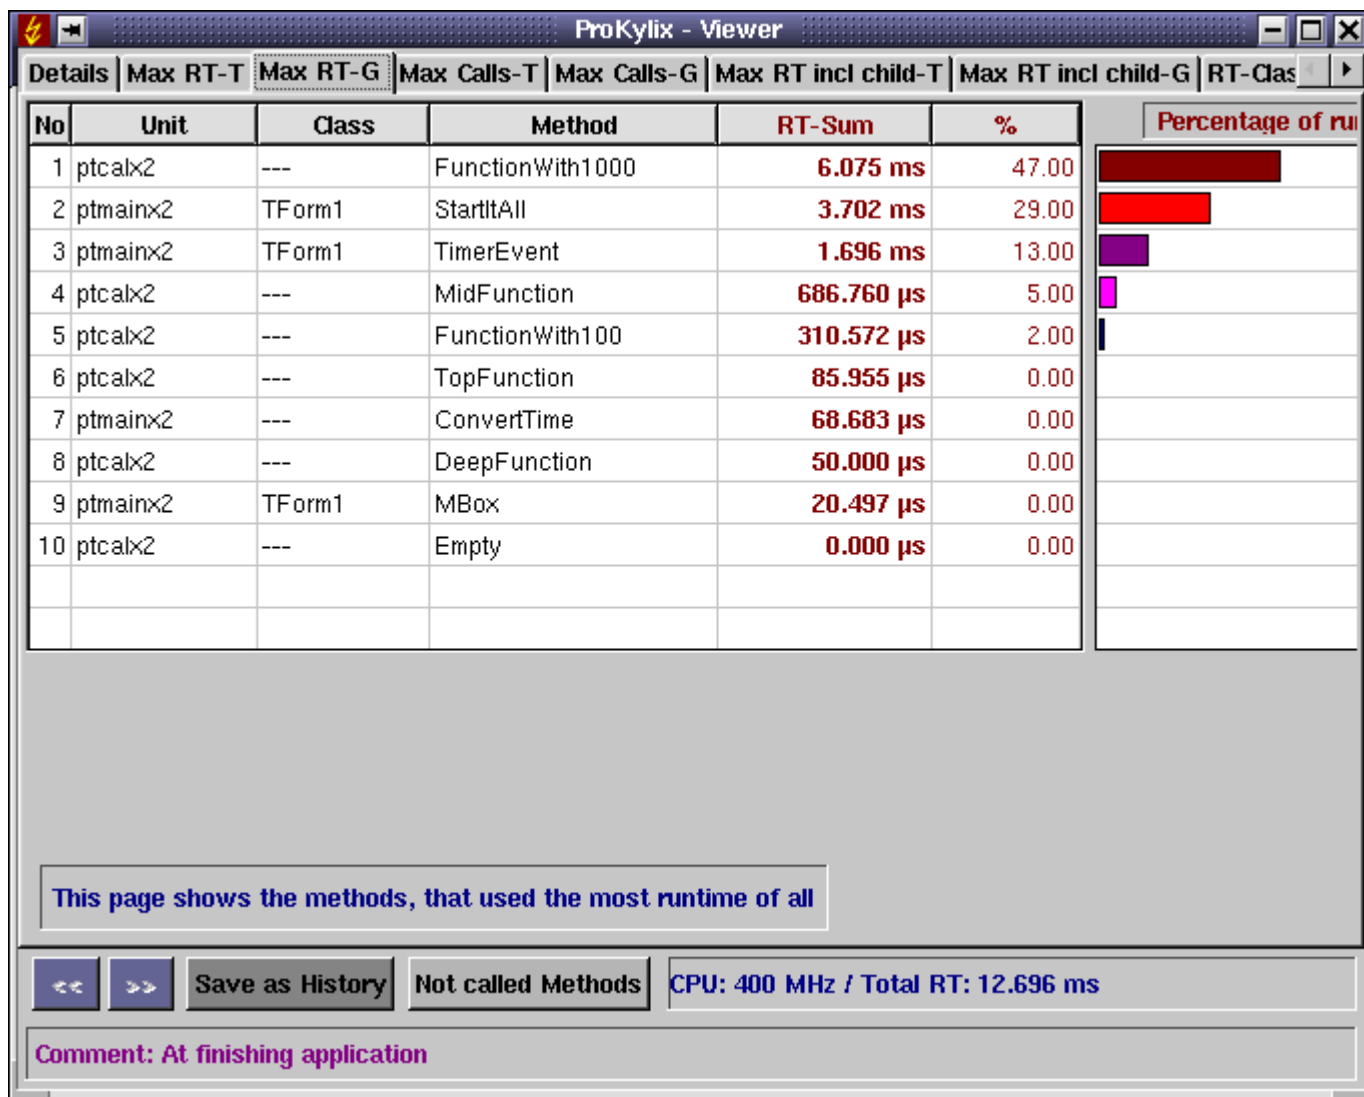 ProKylix - Viewer
Details Max RT-T Max RT-G Max Calls-T Max Calls-G Max RT incl child-T Max RT incl child-G RT-Clas
No Unit Class Method RT-Sum % Percentage of ru
1 ptcalx2 --- FunctionWith1000 6.075 ms 47.00
2 ptmainx2 TForm1 StartItAll 3.702 ms 29.00
3 ptmainx2 TForm1 TimerEvent 1.696 ms 13.00
4 ptcalx2 --- MidFunction 686.760 µs 5.00
5 ptcalx2 --- FunctionWith100 310.572 µs 2.00
6 ptcalx2 --- TopFunction 85.955 µs 0.00
7 ptmainx2 --- ConvertTime 68.683 µs 0.00
8 ptcalx2 --- DeepFunction 50.000 µs 0.00
9 ptmainx2 TForm1 MBox 20.497 µs 0.00
10 ptcalx2 --- Empty 0.000 µs 0.00
This page shows the methods, that used the most runtime of all
<< >> Save as History Not called Methods CPU: 400 MHz / Total RT: 12.696 ms
Comment: At finishing application